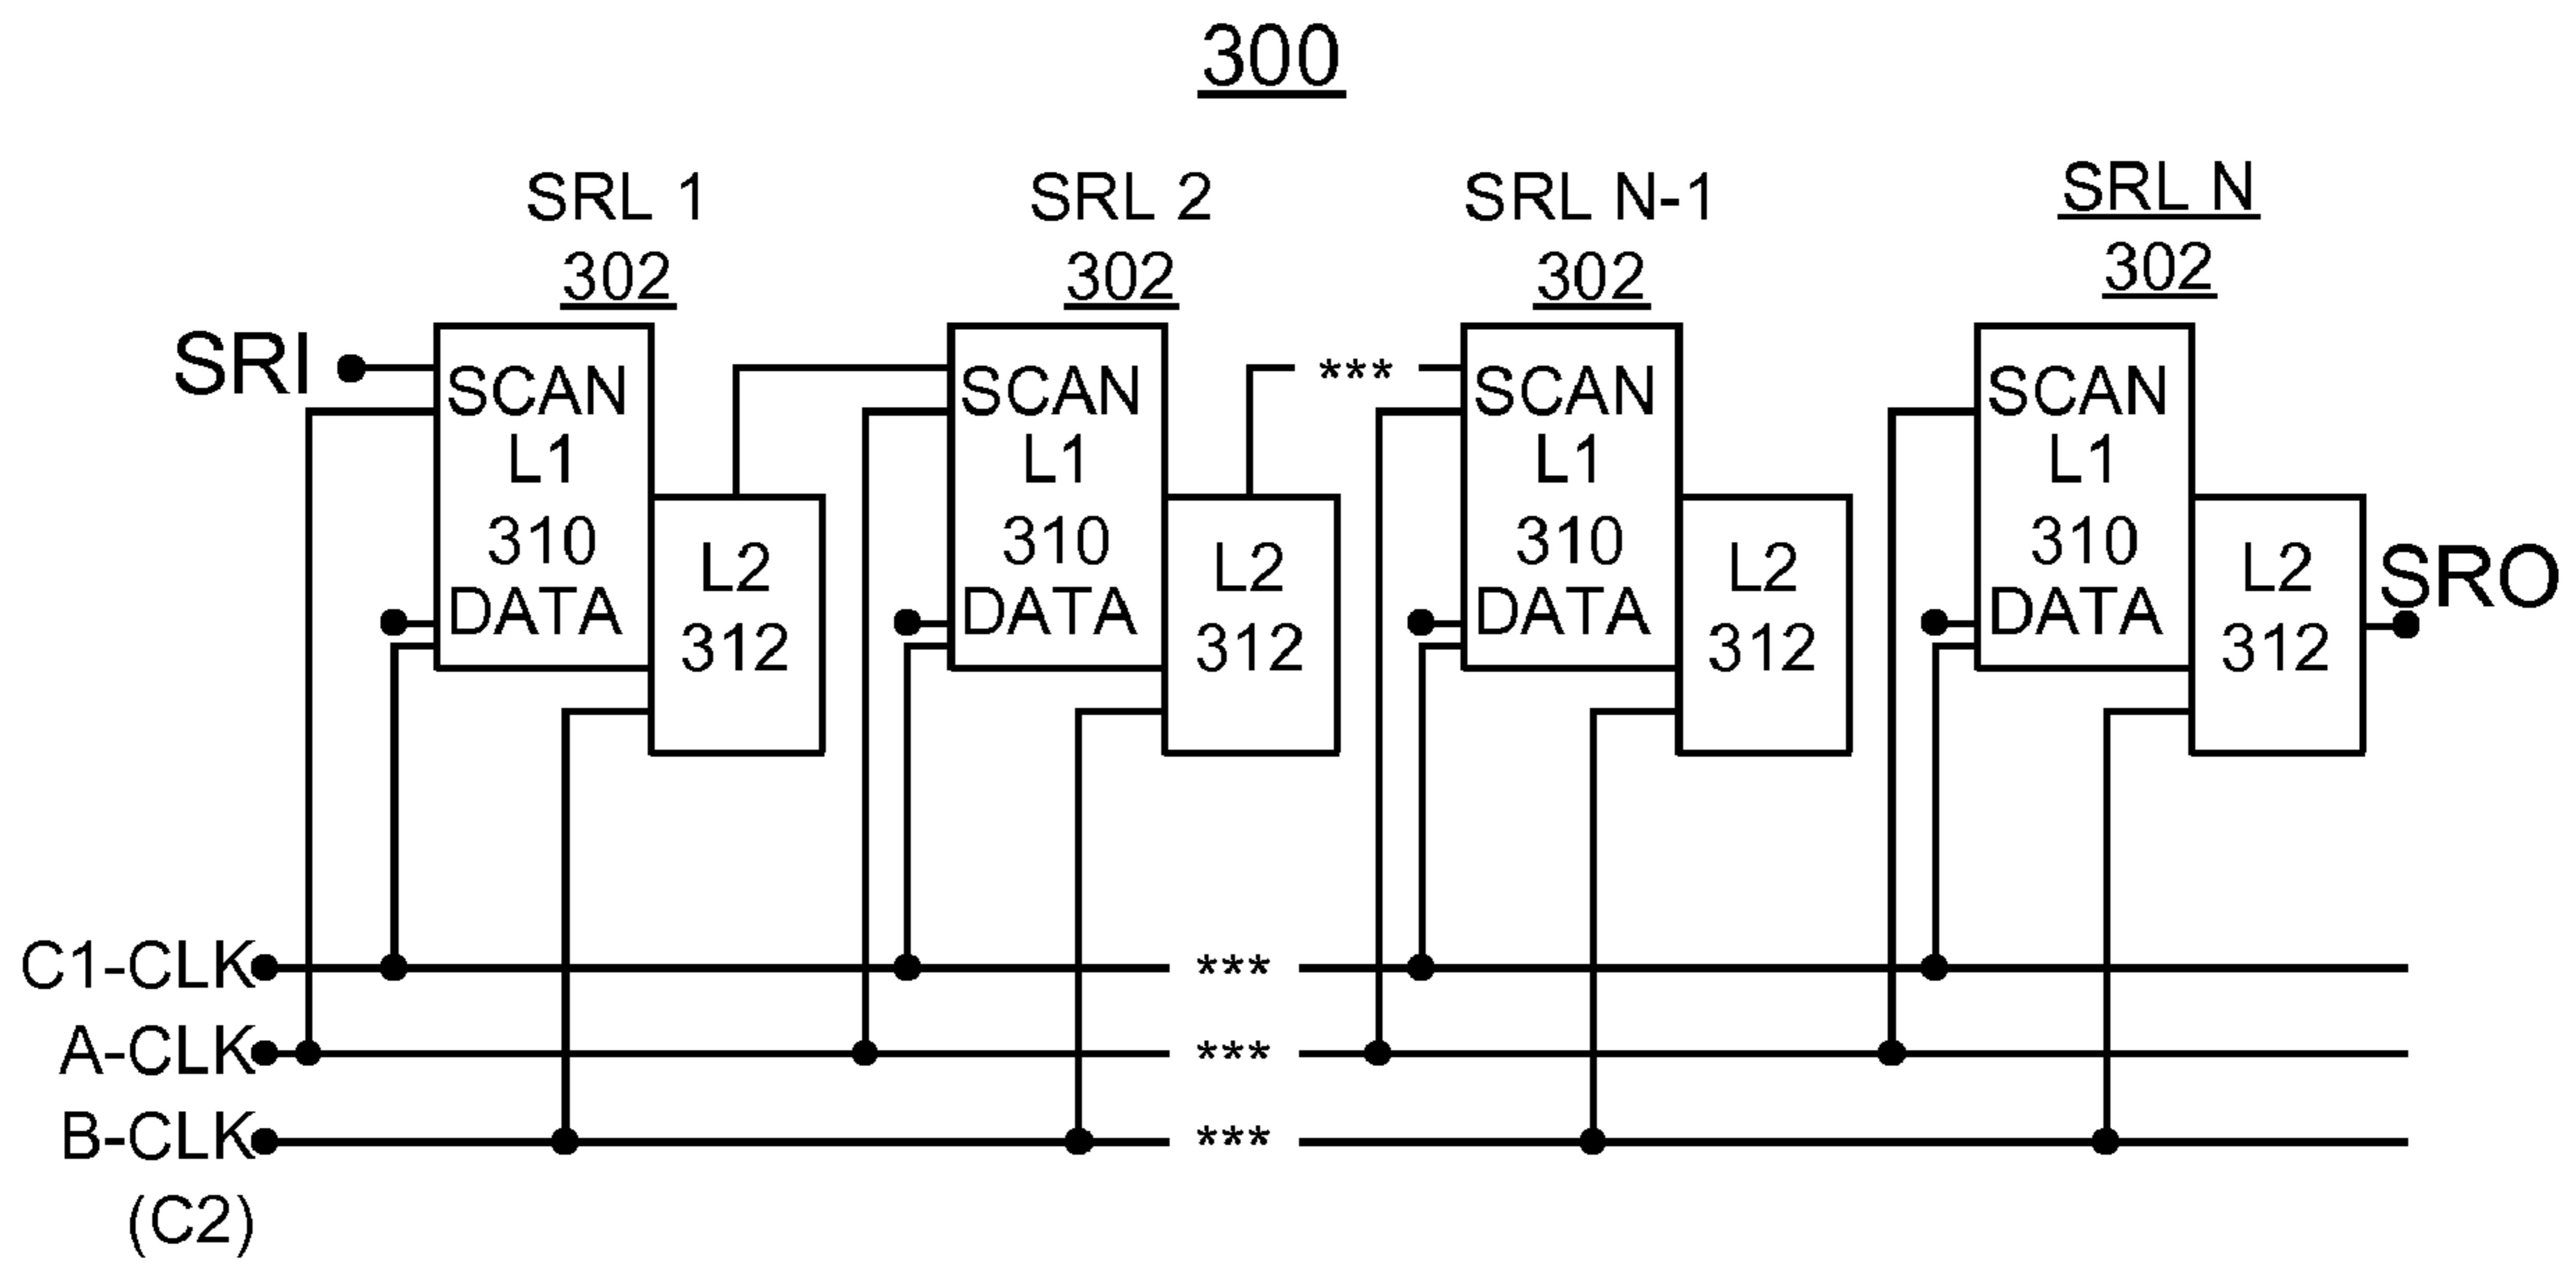 300
SRL 1
302
SRL 2
302
SRL N-1
302
SRL N
302
SRI
SCAN
L1
310
DATA
L2
312
SCAN
L1
310
DATA
L2
312
***
SCAN
L1
310
DATA
L2
312
SCAN
L1
310
DATA
L2
312
SRO
C1-CLK
***
A-CLK
***
B-CLK
***
(C2)